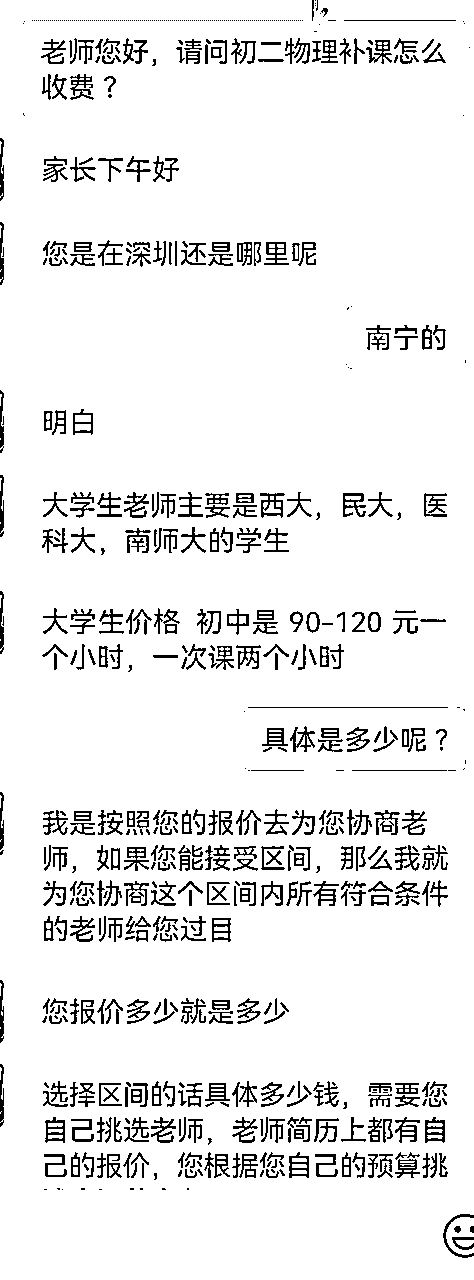 老师您好，请问初二物理补课怎么
收费？
家长下午好
您是在深圳还是哪里呢
南宁的
明白
大学生老师主要是西大，民大，医
科大，南师大的学生
大学生价格 初中是 90-120 元一
个小时，一次课两个小时
具体是多少呢？
我是按照您的报价去为您协商老
师，如果您能接受区间，那么我就
为您协商这个区间内所有符合条件
的老师给您过目
您报价多少就是多少
选择区间的话具体多少钱，需要您
自己挑选老师，老师简历上都有自
己的报价，您根据您自己的预算挑